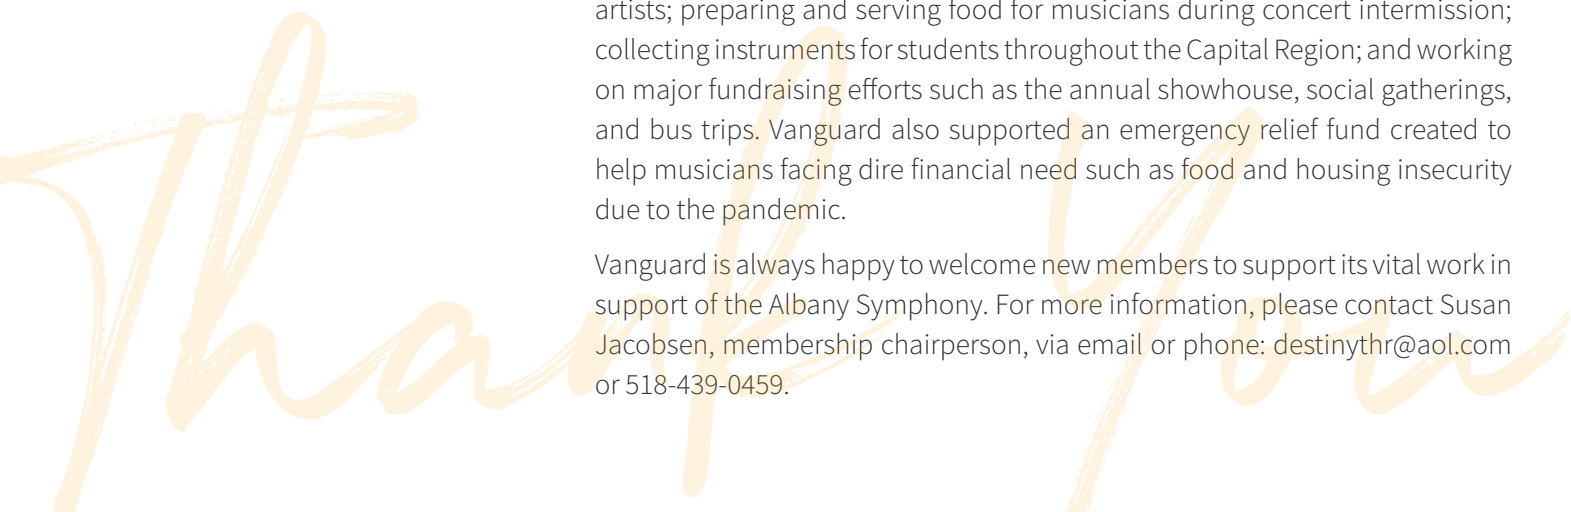 artists; preparing and serving food for musicians during concert intermission;
collecting instruments for students throughout the Capital Region; and working
on major fundraising efforts such as the annual showhouse, social gatherings,
and bus trips. Vanguard also supported an emergency relief fund created to
help musicians facing dire financial need such as food and housing insecurity
due to the pandemic.
Vanguard is always happy to welcome new members to support its vital work in
support of the Albany Symphony. For more information, please contact Susan
Jacobsen, membership chairperson, via email or phone: destinythr@aol.com
or 518-439-0459.
Thank You